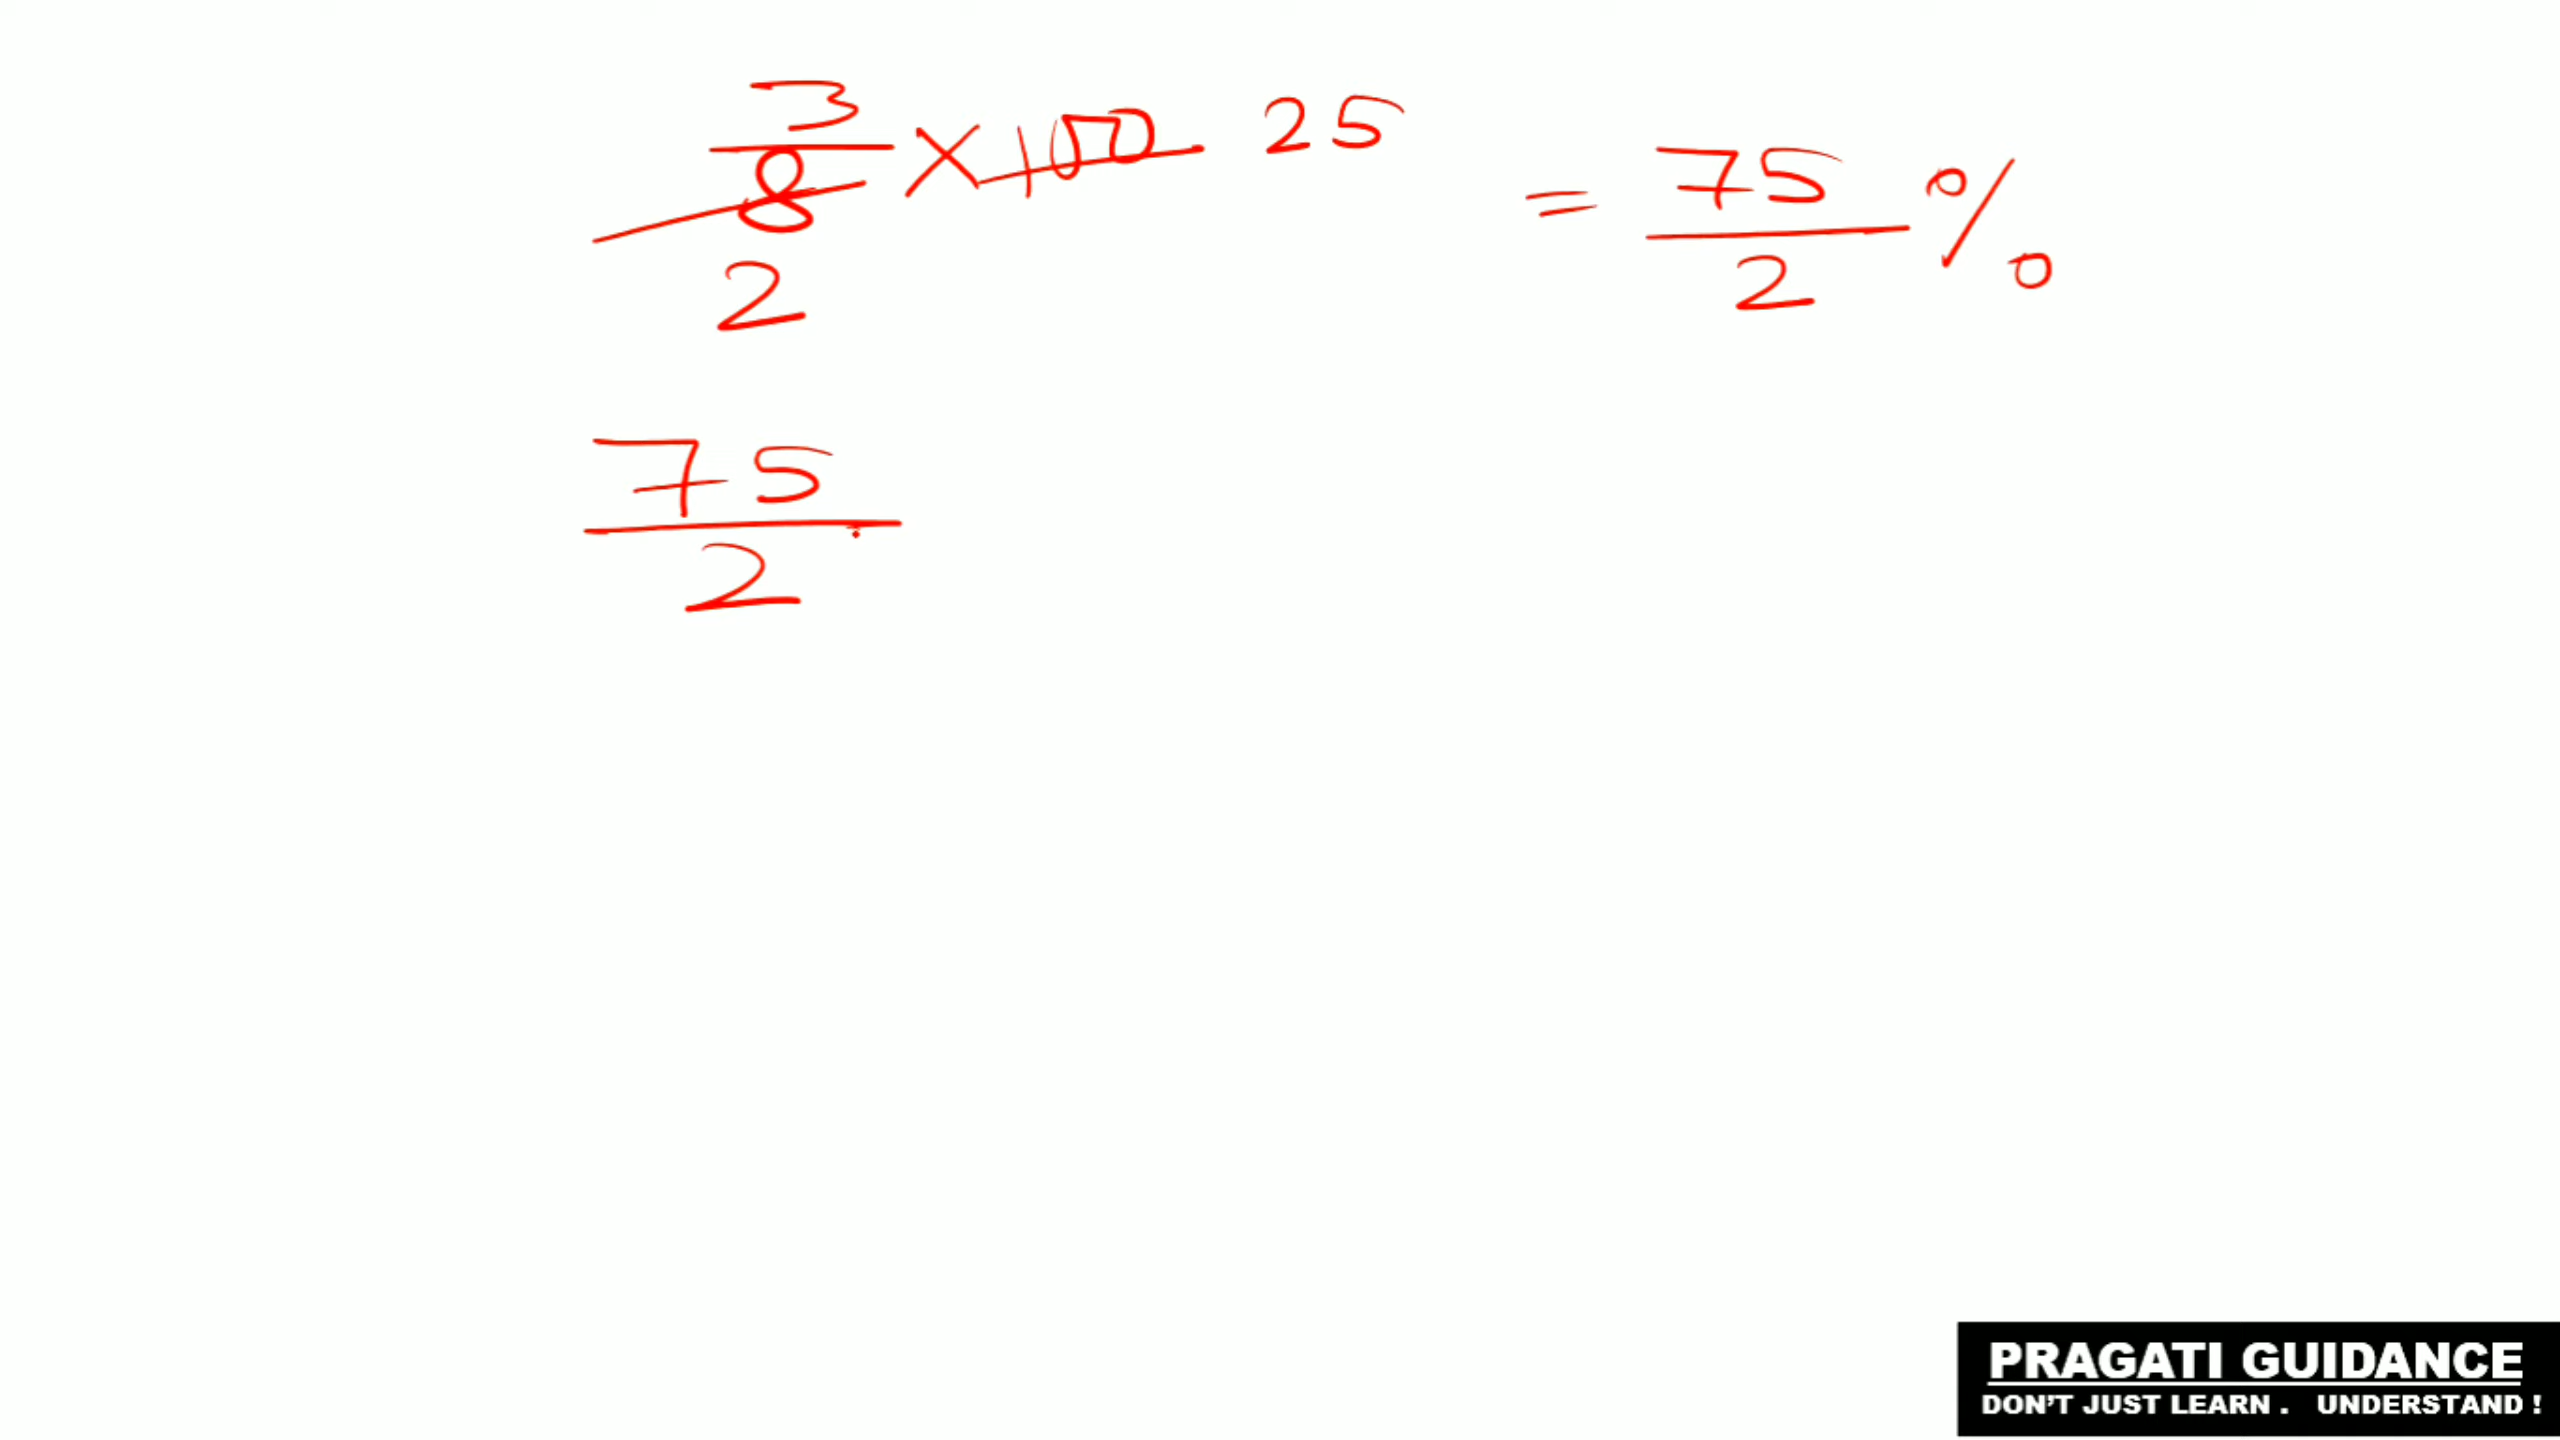 3/8 × 100 25 = 75/2 %
2
75/2
PRAGATI GUIDANCE
DON'T JUST LEARN . UNDERSTAND !